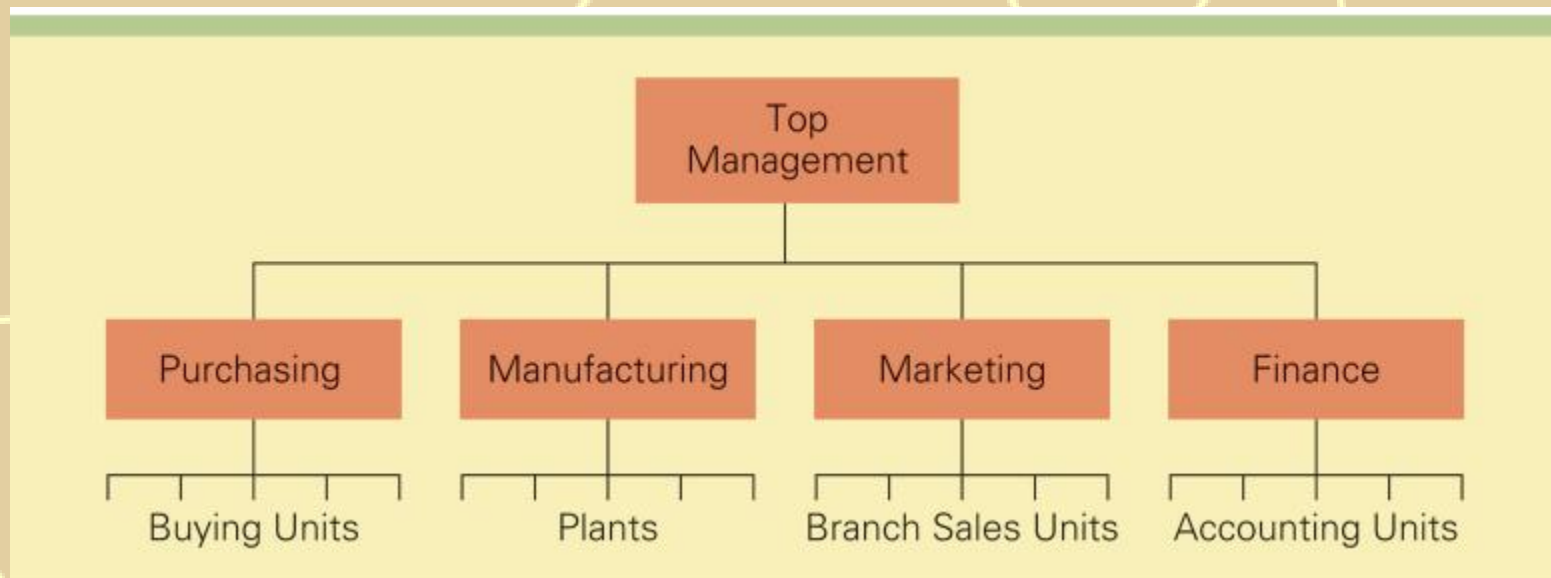 Top
Management
Purchasing
Manufacturing
Marketing
Finance
Buying Units
Plants
Branch Sales Units
Accounting Units